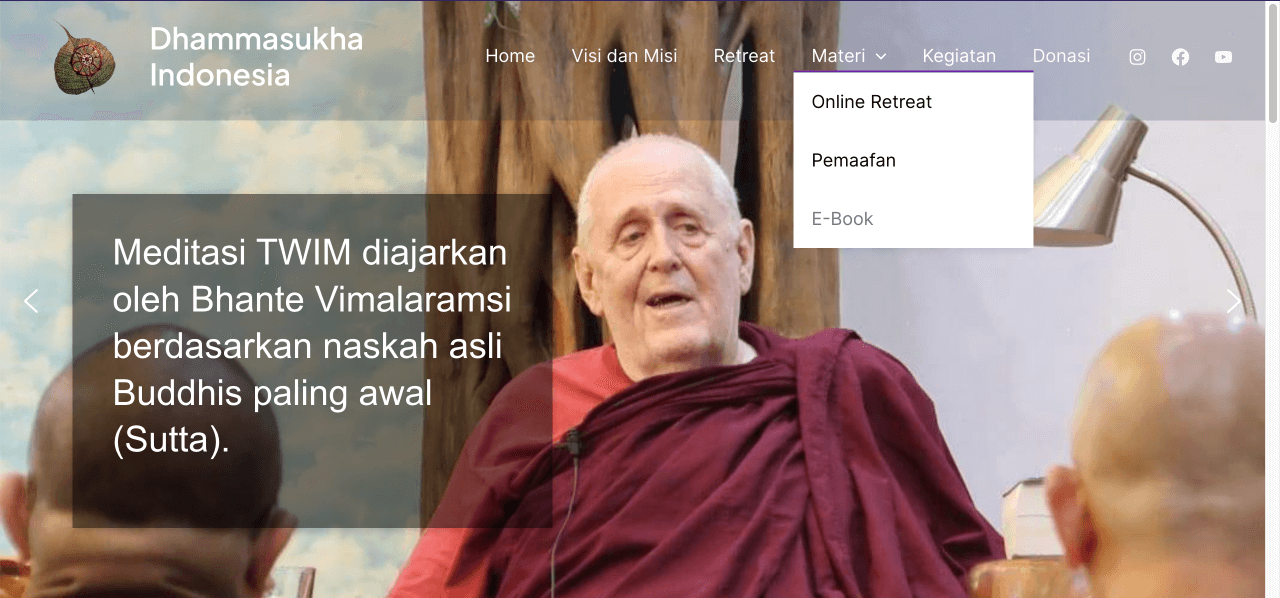 Dhammasukha
Indonesia
Home Visi dan Misi Retreat Materi Kegiatan Donasi
Online Retreat
Pemaafan
E-Book
Meditasi TWIM diajarkan
oleh Bhante Vimalaramsi
berdasarkan naskah asli
Buddhis paling awal
(Sutta).